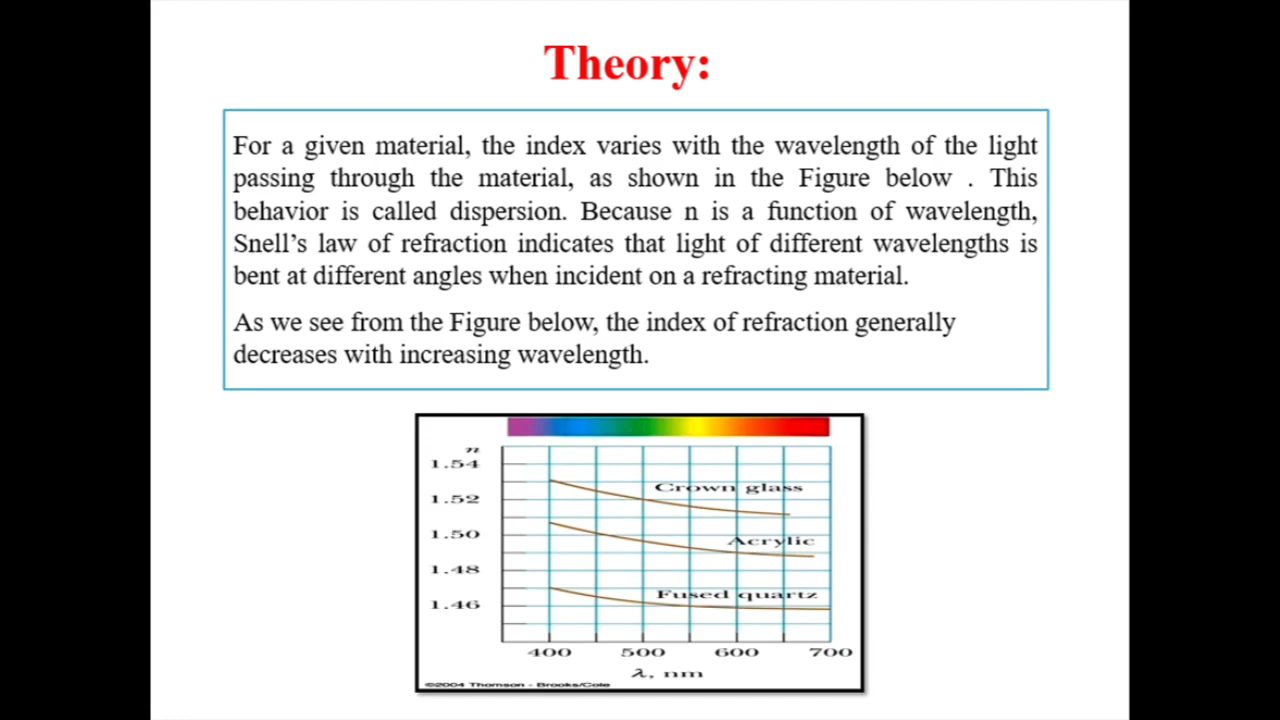 Theory:
For a given material, the index varies with the wavelength of the light
passing through the material, as shown in the Figure below . This
behavior is called dispersion. Because n is a function of wavelength,
Snell’s law of refraction indicates that light of different wavelengths is
bent at different angles when incident on a refracting material.
As we see from the Figure below, the index of refraction generally
decreases with increasing wavelength.
n
1.54
Crown glass
1.52
1.50
Acrylic
1.48
Fused quartz
1.46
400 500 600 700
λ, nm
©2004 Thomson - Brooks/Cole